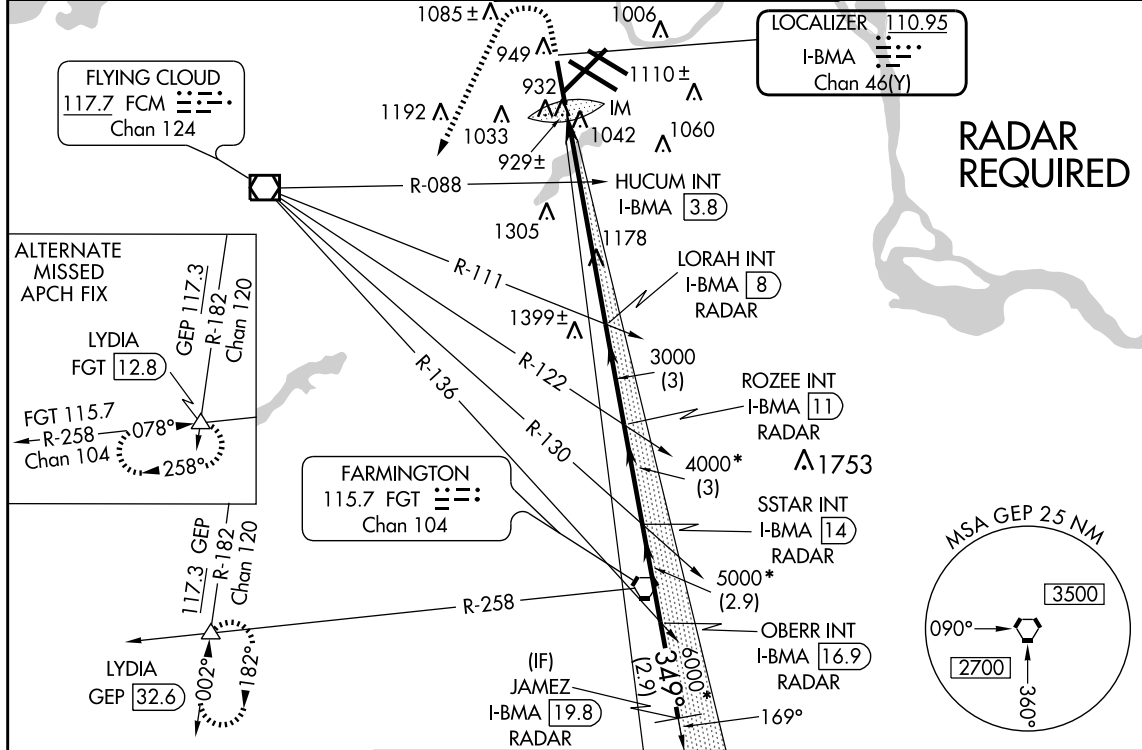 1085 ±
1006
949
LOCALIZER 110.95
I-BMA
Chan 46(Y)
FLYING CLOUD
117.7 FCM
Chan 124
932
1110 ±
1192
1033
IM
1042
1060
929±
RADAR
REQUIRED
R-088
HUCUM INT
I-BMA 3.8
1305
1178
ALTERNATE
MISSED
APCH FIX
GEP 117.3
R-182
Chan 120
R-111
LORAH INT
I-BMA 8
RADAR
1399±
LYDIA
FGT 12.8
R-136
R-122
3000
(3)
ROZEE INT
I-BMA 11
RADAR
FGT 115.7
R-258
Chan 104
078°
258°
R-130
4000*
(3)
1753
FARMINGTON
115.7 FGT
Chan 104
SSTAR INT
I-BMA 14
RADAR
117.3 GEP
R-182
Chan 120
5000*
(2.9)
MSA GEP 25 NM
3500
090°
2700
360°
R-258
OBERR INT
I-BMA 16.9
RADAR
LYDIA
GEP 32.6
002°
182°
(IF)
JAMEZ
I-BMA 19.8
RADAR
(2.9)
349°
6000*
169°